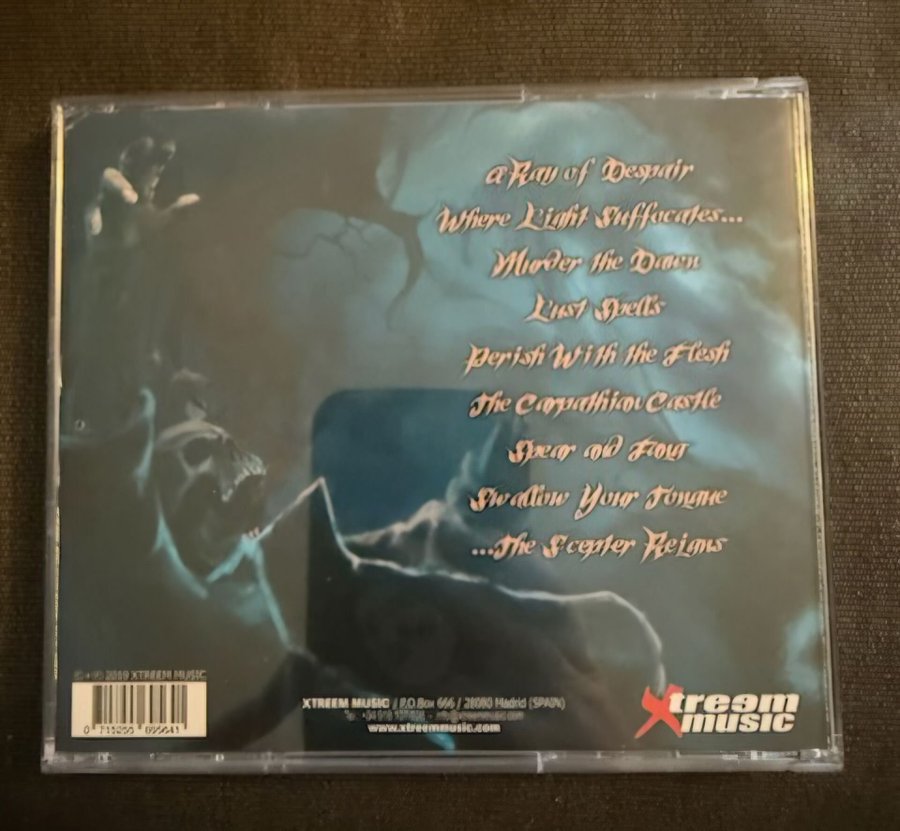 A Ray of Despair
Where Light Suffocates...
Murder the Dawn
Lust Spells
Perish With the Flesh
The Carpathian Castle
Spear and Fang
Swallow Your Tongue
...The Scepter Reigns
XTREEM MUSIC
XTREEM MUSIC / P.O.Box 666 / 28080 Madrid (SPAIN)
www.xtreemmusic.com
Xtreem
music